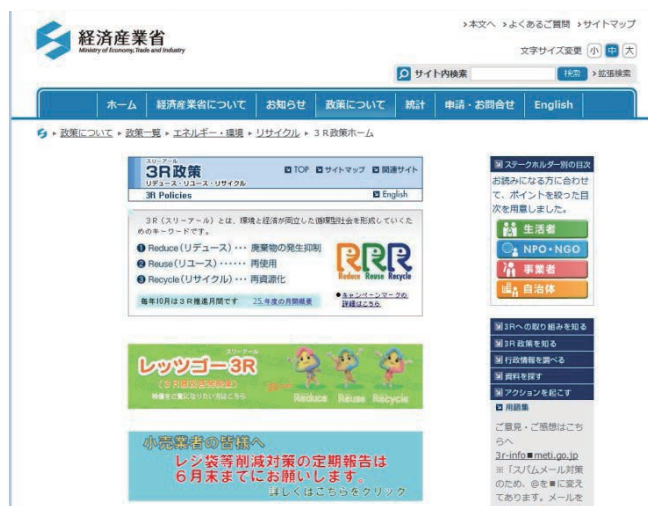 ›本文へ ›よくあるご質問 ›サイトマップ
経済産業省
Ministry of Economy, Trade and Industry
文字サイズ変更 小 中 大
サイト内検索 検索 ›拡張検索
ホーム 経済産業省について お知らせ 政策について 統計 申請・お問合せ English
政策について 政策一覧 エネルギー・環境 リサイクル 3R政策ホーム
スリーアール
3R政策
リデュース・リユース・リサイクル
TOP サイトマップ 関連サイト
3R Policies English
3R（スリーアール）とは、環境と経済が両立した循環型社会を形成していくた
めのキーワードです。
❶ Reduce(リデュース)・・・ 廃棄物の発生抑制
❷ Reuse(リユース)・・・・・・ 再使用
❸ Recycle(リサイクル)・・・ 再資源化
RRR
Reduce Reuse Recycle
毎年10月は3R推進月間です 25年度の月間概要
●キャンペーンマークの
詳細はこちら
スリーアール
レッツゴー3R
映像をご覧になりたい方はこちら
Reduce Reuse Recycle
小売業者の皆様へ
レジ袋等削減対策の定期報告は
６月末までにお願いします。
詳しくはこちらをクリック
ステークホルダー別の目次
お読みになる方に合わせ
て、ポイントを絞った目
次を用意しました。
生活者
NPO・NGO
事業者
自治体
3Rへの取り組みを知る
3R政策を知る
行政情報を調べる
資料を探す
アクションを起こす
用語集
ご意見・ご感想はこち
らへ
3r-info■meti.go.jp
※「スパムメール対策
のため、@を■に変え
てあります。メールを